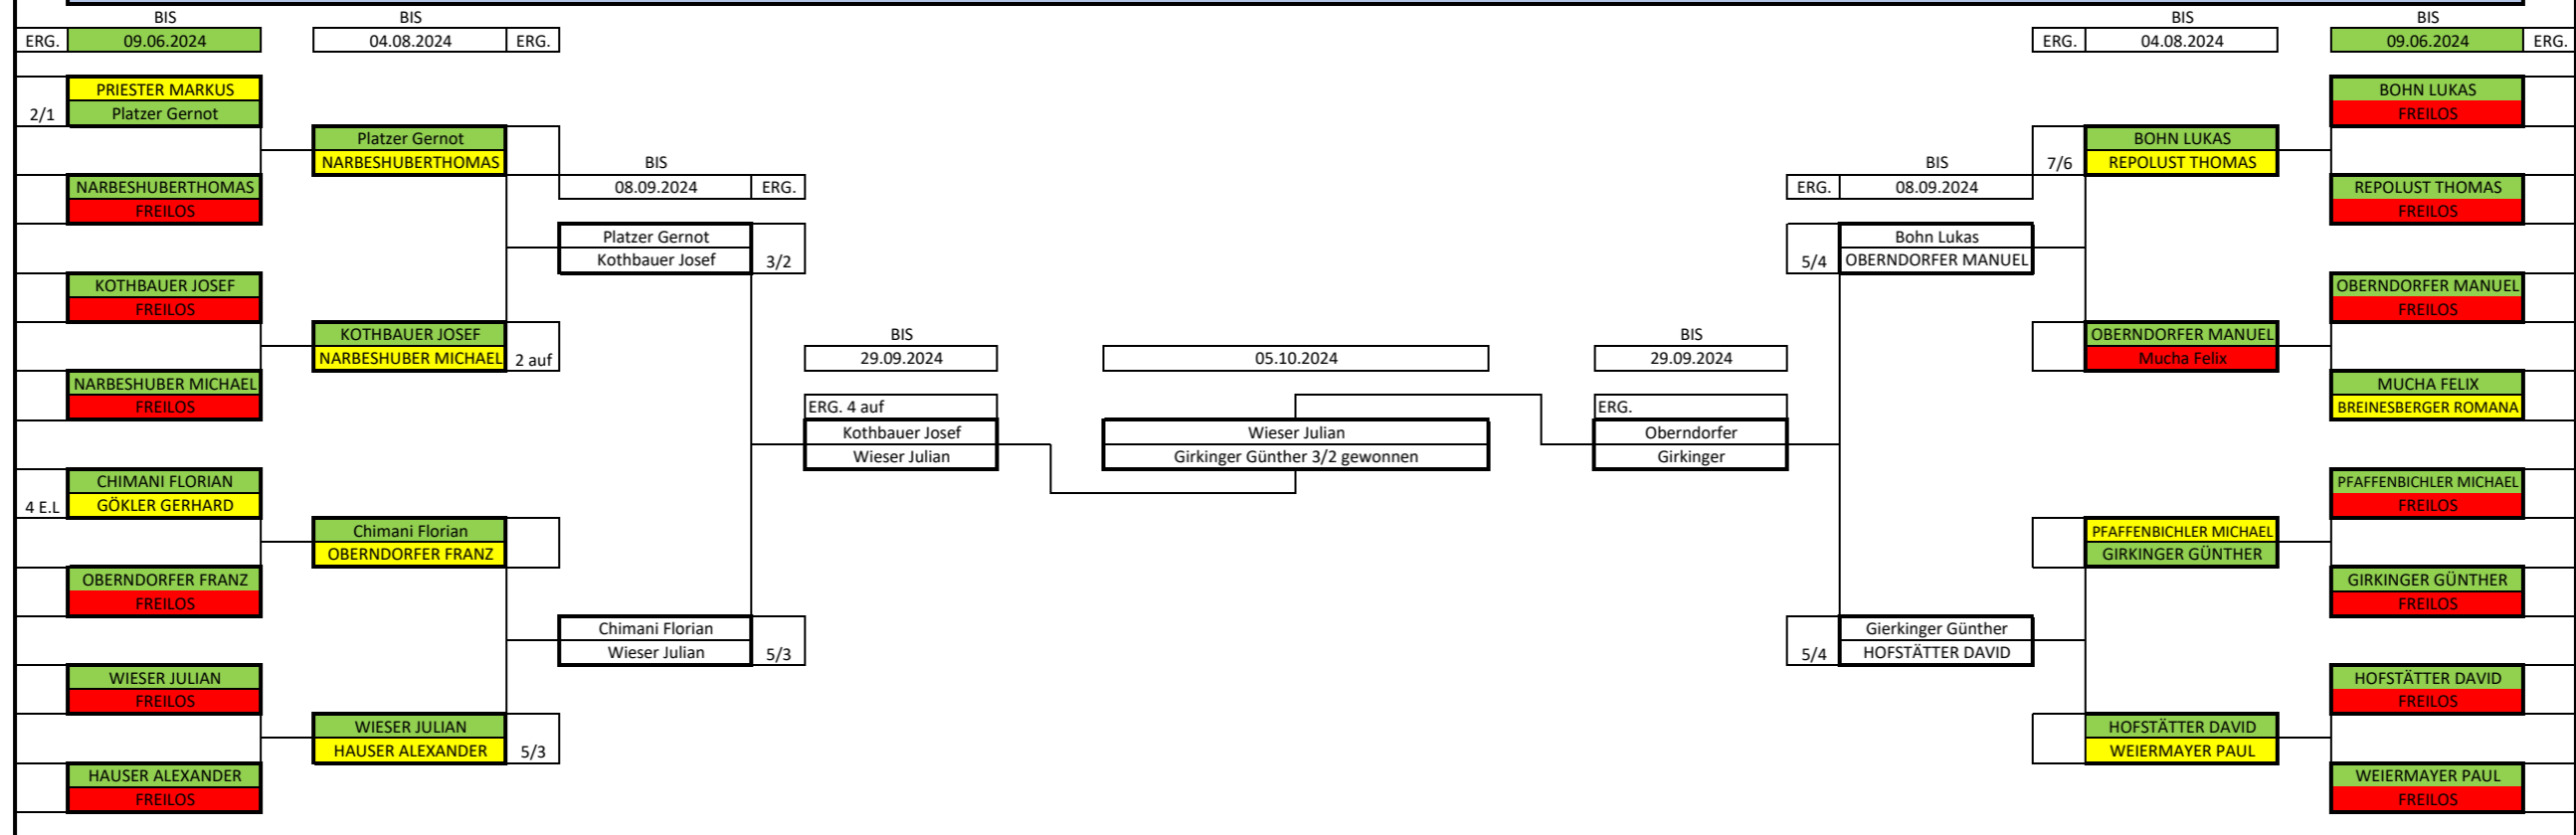 BIS
BIS
BIS
BIS
ERG.
09.06.2024
04.08.2024
ERG.
ERG.
04.08.2024
09.06.2024
ERG.
PRIESTER MARKUS
2/1
Platzer Gernot
NARBESHUBERTHOMAS
FREILOS
KOTHBAUER JOSEF
FREILOS
NARBESHUBER MICHAEL
FREILOS
CHIMANI FLORIAN
4 E.L
GÖKLER GERHARD
OBERNDORFER FRANZ
FREILOS
WIESER JULIAN
FREILOS
HAUSER ALEXANDER
FREILOS
Platzer Gernot
NARBESHUBERTHOMAS
KOTHBAUER JOSEF
NARBESHUBER MICHAEL
2 auf
Chimani Florian
OBERNDORFER FRANZ
WIESER JULIAN
HAUSER ALEXANDER
5/3
BIS
08.09.2024
ERG.
Platzer Gernot
Kothbauer Josef
3/2
Chimani Florian
Wieser Julian
5/3
BIS
29.09.2024
ERG. 4 auf
Kothbauer Josef
Wieser Julian
05.10.2024
Wieser Julian
Girkinger Günther 3/2 gewonnen
BIS
29.09.2024
ERG.
Oberndorfer
Girkinger
BIS
ERG.
08.09.2024
Bohn Lukas
5/4
OBERNDORFER MANUEL
Gierkinger Günther
5/4
HOFSTÄTTER DAVID
BOHN LUKAS
7/6
REPOLUST THOMAS
OBERNDORFER MANUEL
Mucha Felix
PFAFFENBICHLER MICHAEL
GIRKINGER GÜNTHER
HOFSTÄTTER DAVID
WEIERMAYER PAUL
BOHN LUKAS
FREILOS
REPOLUST THOMAS
FREILOS
OBERNDORFER MANUEL
FREILOS
MUCHA FELIX
BREINESBERGER ROMANA
PFAFFENBICHLER MICHAEL
FREILOS
GIRKINGER GÜNTHER
FREILOS
HOFSTÄTTER DAVID
FREILOS
WEIERMAYER PAUL
FREILOS